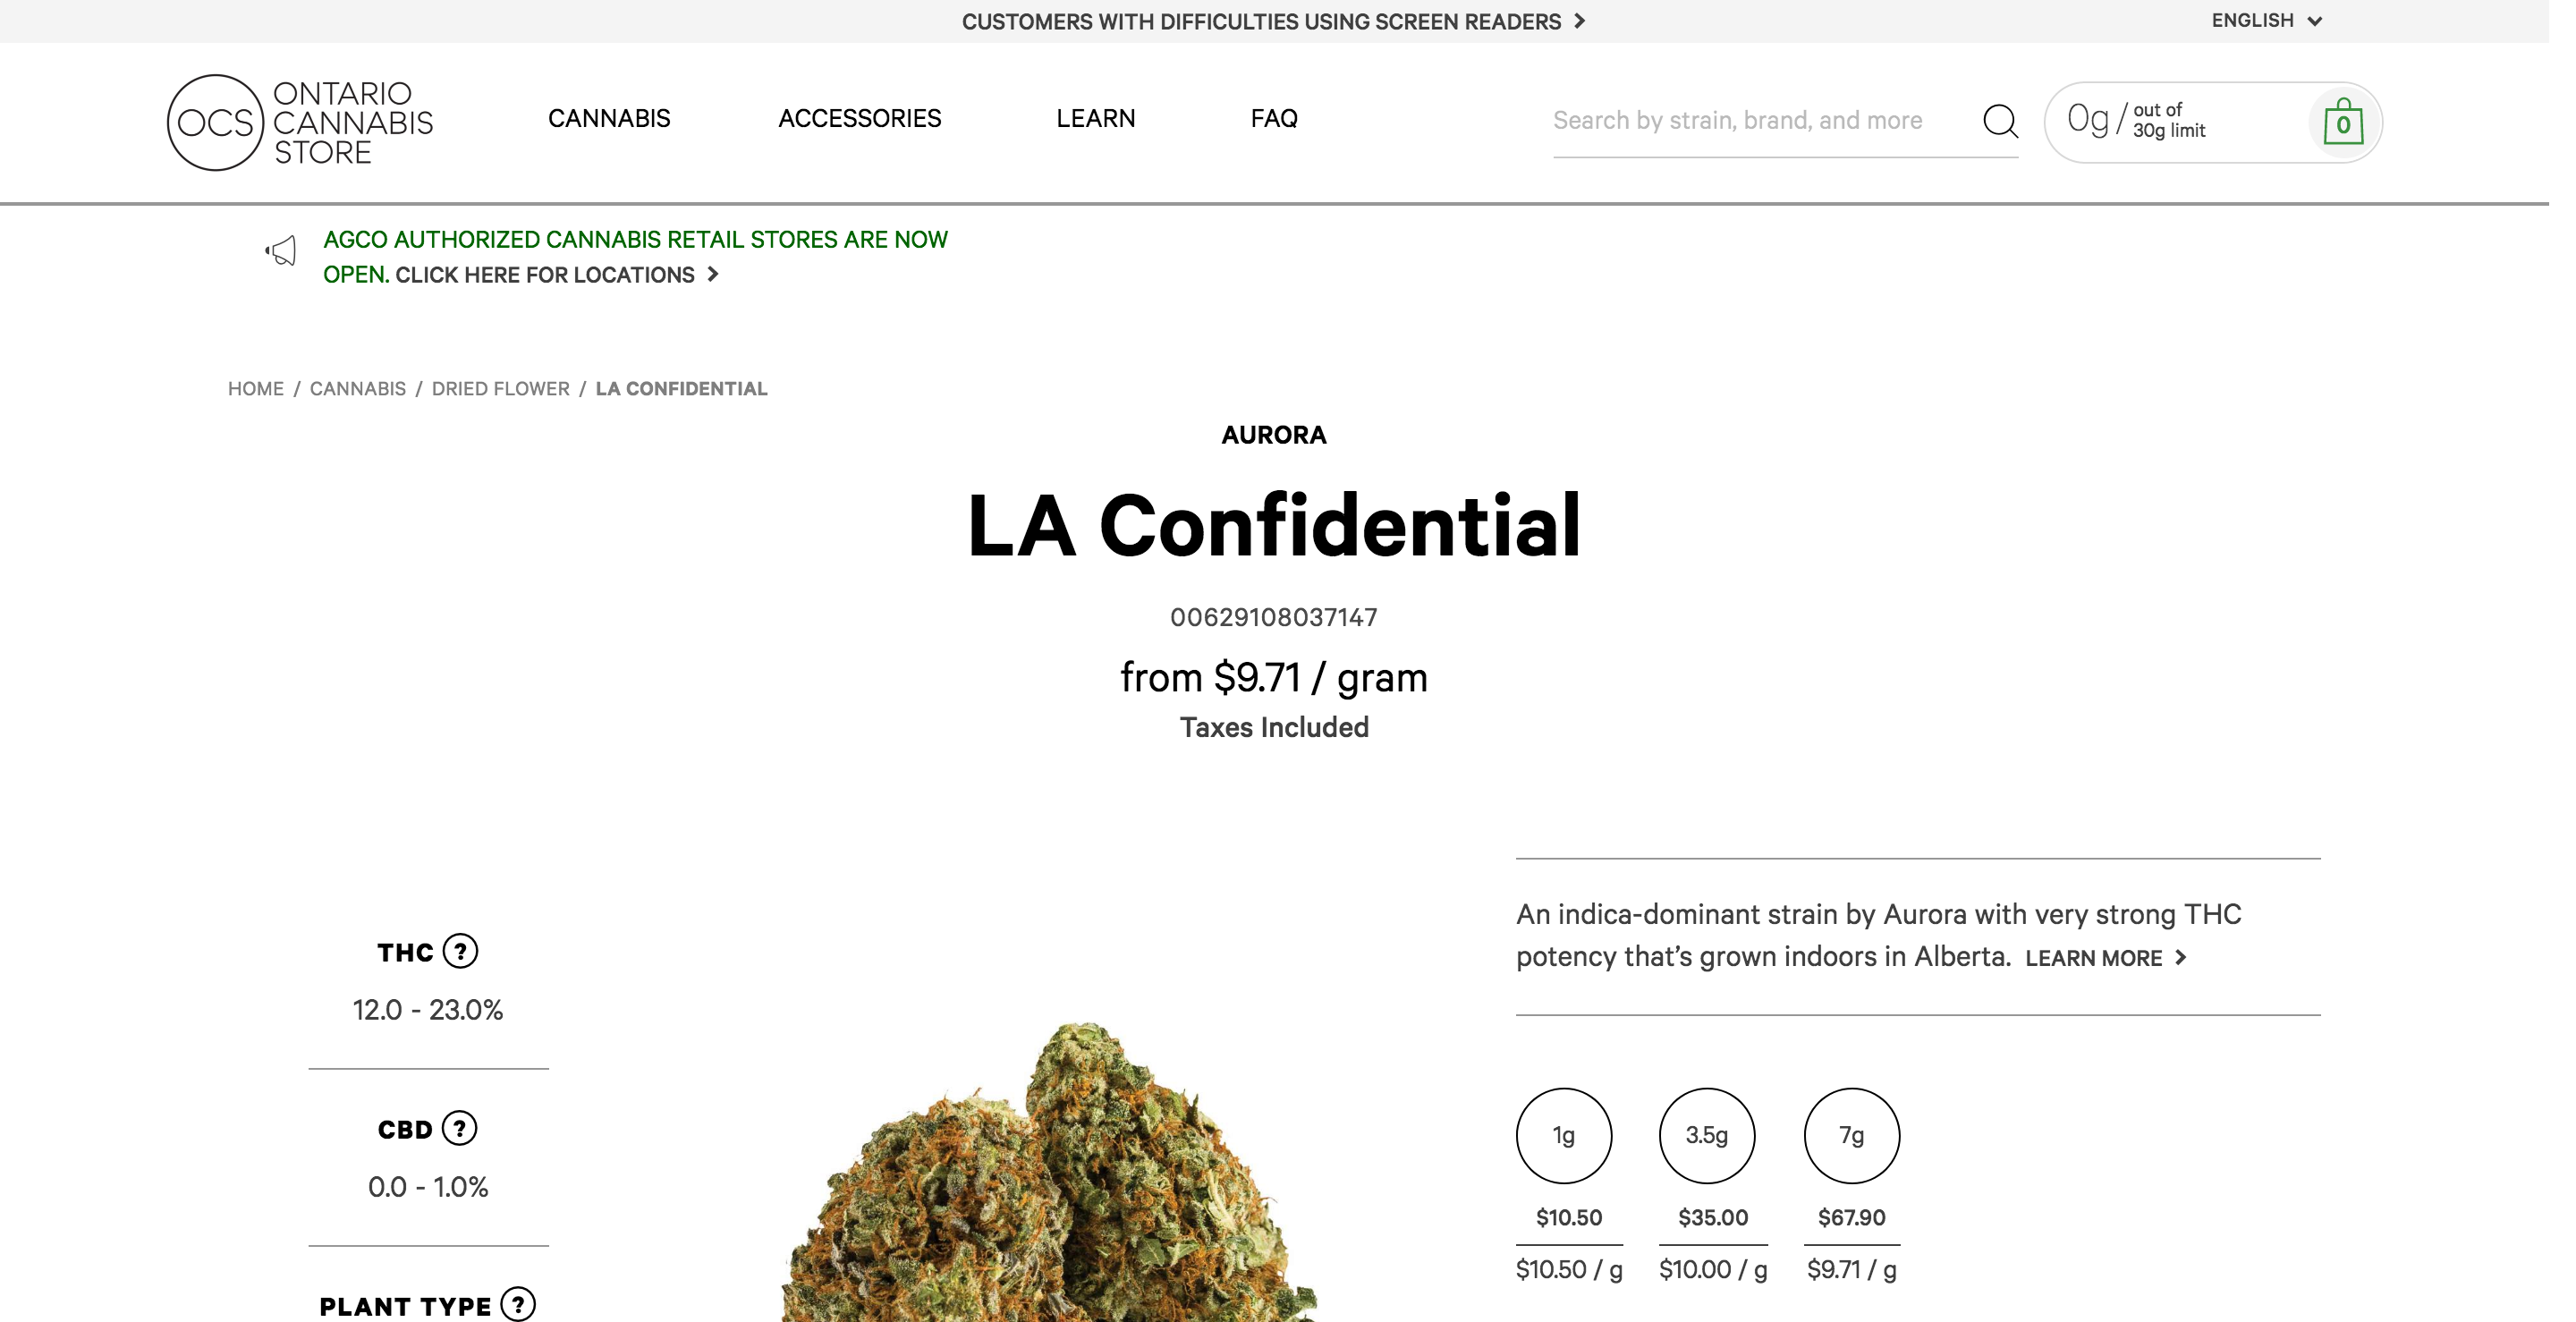 CUSTOMERS WITH DIFFICULTIES USING SCREEN READERS
ENGLISH
OCS
ONTARIO
CANNABIS
STORE
CANNABIS
ACCESSORIES
LEARN
FAQ
Search by strain, brand, and more
0g / out of
30g limit
0
AGCO AUTHORIZED CANNABIS RETAIL STORES ARE NOW
OPEN. CLICK HERE FOR LOCATIONS
HOME / CANNABIS / DRIED FLOWER / LA CONFIDENTIAL
AURORA
LA Confidential
00629108037147
from $9.71 / gram
Taxes Included
THC ?
12.0 - 23.0%
CBD ?
0.0 - 1.0%
PLANT TYPE ?
An indica-dominant strain by Aurora with very strong THC
potency that’s grown indoors in Alberta. LEARN MORE
1g
3.5g
7g
$10.50
$35.00
$67.90
$10.50 / g
$10.00 / g
$9.71 / g